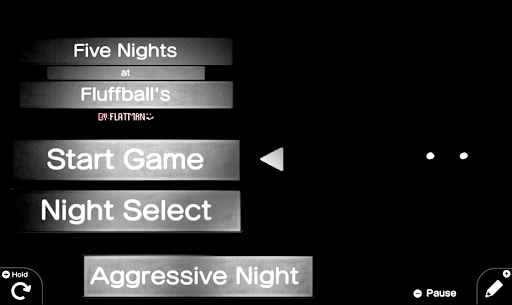 Five Nights
at
Fluffball's
BY:FLATMAN
Start Game
Night Select
Aggressive Night
Hold
Pause